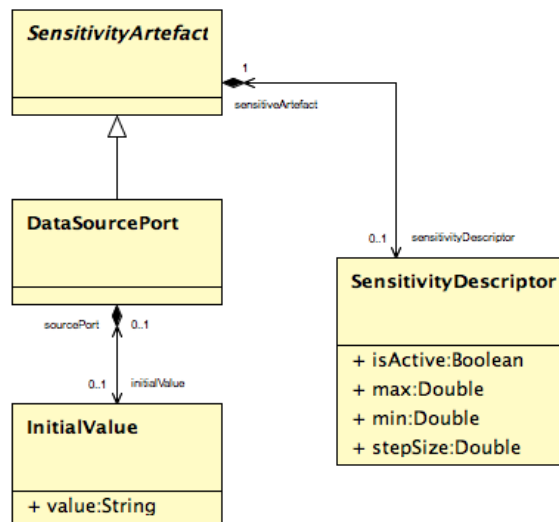 SensitivityArtefact
1
sensitiveArtefact
DataSourcePort
0..1
sensitivityDescriptor
SensitivityDescriptor
sourcePort
0..1
+ isActive:Boolean
+ max:Double
+ min:Double
+ stepSize:Double
0..1
initialValue
InitialValue
+ value:String